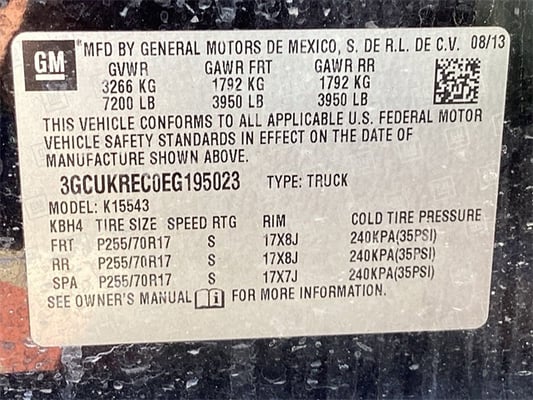 GM "MFD BY GENERAL MOTORS DE MEXICO, S. DE R.L. DE C.V. 08/13
GVWR GAWR FRT GAWR RR
3266 KG 1792 KG 1792 KG
7200 LB 3950 LB 3950 LB
THIS VEHICLE CONFORMS TO ALL APPLICABLE U.S. FEDERAL MOTOR
VEHICLE SAFETY STANDARDS IN EFFECT ON THE DATE OF
MANUFACTURE SHOWN ABOVE.
3GCUKREC0EG195023 TYPE: TRUCK
MODEL: K15543
KBH4 TIRE SIZE SPEED RTG RIM COLD TIRE PRESSURE
FRT P255/70R17 S 17X8J 240KPA(35PSI)
RR P255/70R17 S 17X8J 240KPA(35PSI)
SPA P255/70R17 S 17X7J 240KPA(35PSI)
SEE OWNER'S MANUAL FOR MORE INFORMATION.